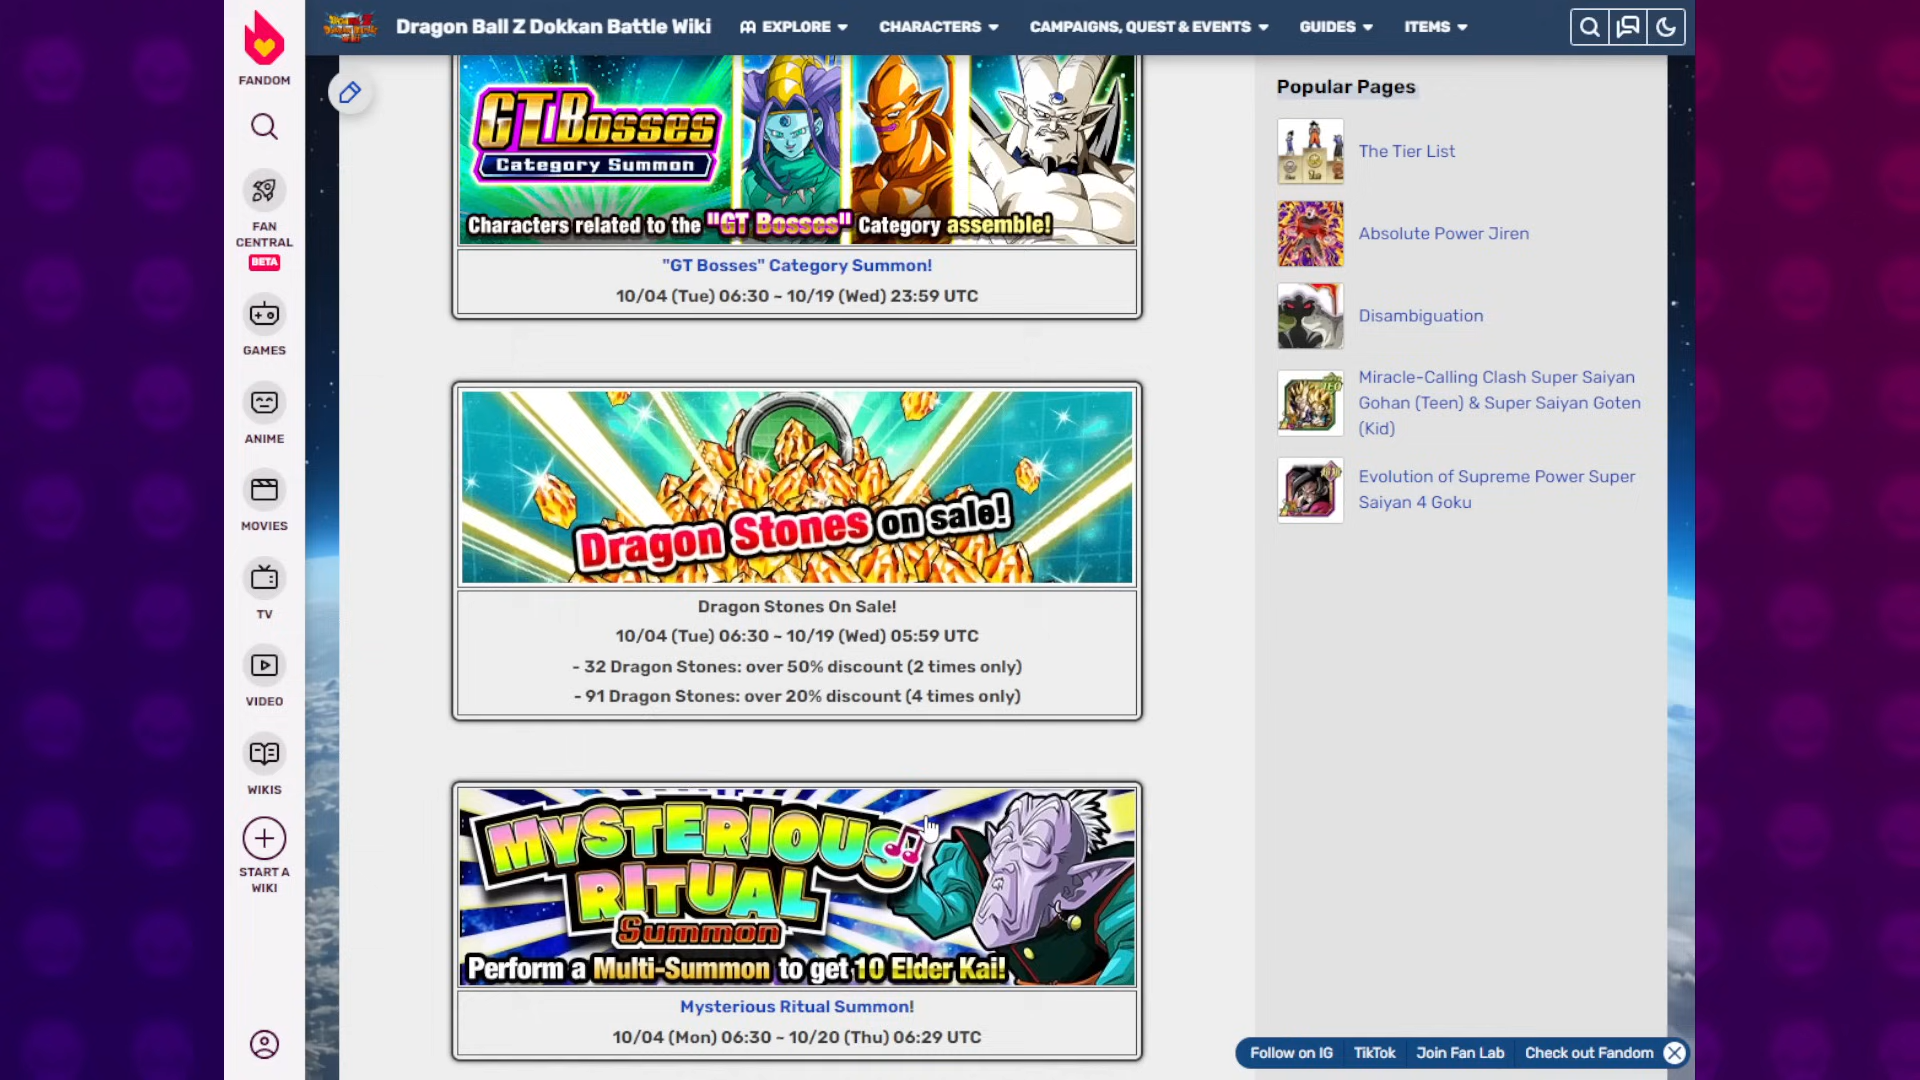 Dragon Ball Z Dokkan Battle Wiki
EXPLORE
CHARACTERS
CAMPAIGNS, QUEST & EVENTS
GUIDES
ITEMS
FANDOM
FAN
CENTRAL
BETA
GAMES
ANIME
MOVIES
TV
VIDEO
WIKIS
START A
WIKI
GT Bosses
Category Summon
Characters related to the "GT Bosses" Category assemble!
"GT Bosses" Category Summon!
10/04 (Tue) 06:30 ~ 10/19 (Wed) 23:59 UTC
Dragon Stones on sale!
Dragon Stones On Sale!
10/04 (Tue) 06:30 ~ 10/19 (Wed) 05:59 UTC
- 32 Dragon Stones: over 50% discount (2 times only)
- 91 Dragon Stones: over 20% discount (4 times only)
MYSTERIOUS
RITUAL
Summon
Perform a Multi-Summon to get 10 Elder Kai!
Mysterious Ritual Summon!
10/04 (Mon) 06:30 ~ 10/20 (Thu) 06:29 UTC
Popular Pages
The Tier List
Absolute Power Jiren
Disambiguation
Miracle-Calling Clash Super Saiyan
Gohan (Teen) & Super Saiyan Goten
(Kid)
Evolution of Supreme Power Super
Saiyan 4 Goku
Follow on IG
TikTok
Join Fan Lab
Check out Fandom